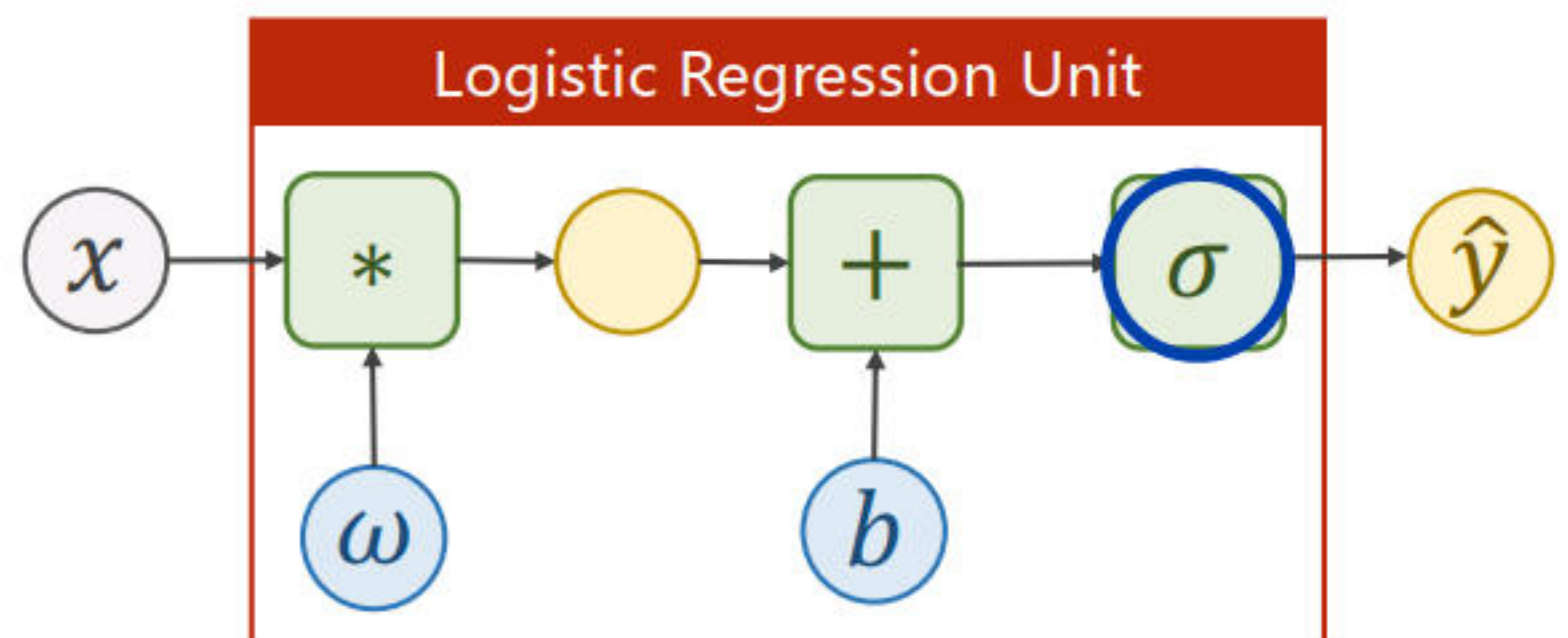 Logistic Regression Unit
x * + σ ŷ
ω b